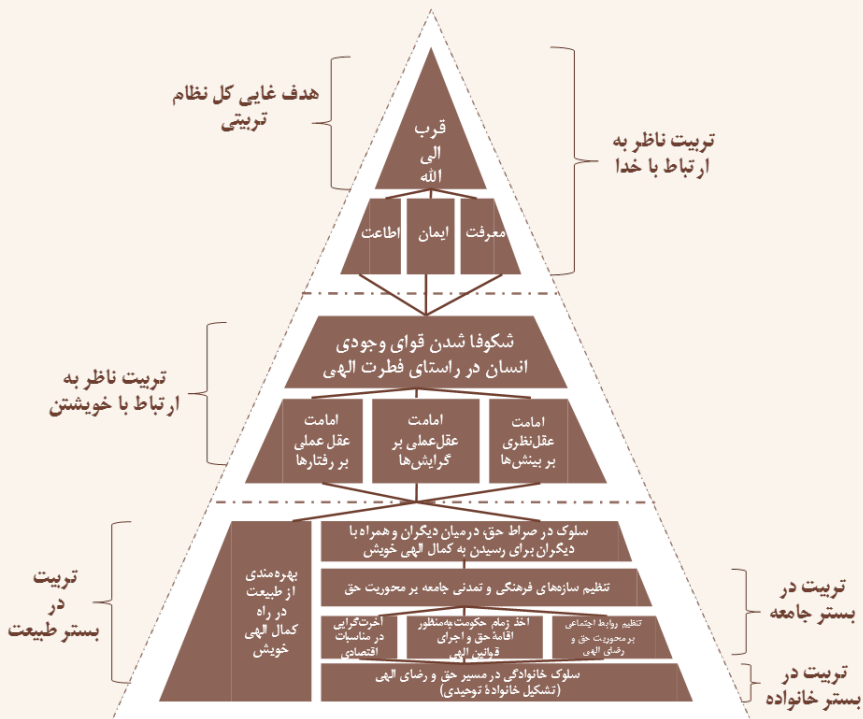 هدف غایی کل نظام
تربیتی
تربیت ناظر به
ارتباط با خدا
قرب
الی
الله
معرفت
ایمان
اطاعت
تربیت ناظر به
ارتباط با خویشتن
شکوفا شدن قوای وجودی
انسان در راستای فطرت الهی
امامت
عقل‌نظری
بر بینش‌ها
امامت
عقل‌عملی بر
گرایش‌ها
امامت
عقل عملی
بر رفتارها
تربیت در
بستر جامعه
تربیت در
بستر خانواده
سلوک در صراط حق، در میان دیگران و همراه با
دیگران برای رسیدن به کمال الهی خویش
تنظیم سازه‌های فرهنگی و تمدنی جامعه بر محوریت حق
تنظیم روابط اجتماعی
بر محوریت حق و
رضای الهی
اخذ زمام حکومت به‌منظور
اقامهٔ حق و اجرای
قوانین الهی
آخرت‌گرایی
در مناسبات
اقتصادی
سلوک خانوادگی در مسیر حق و رضای الهی
(تشکیل خانوادهٔ توحیدی)
بهره‌مندی
از طبیعت
در راه
کمال الهی
خویش
تربیت
در
بستر طبیعت